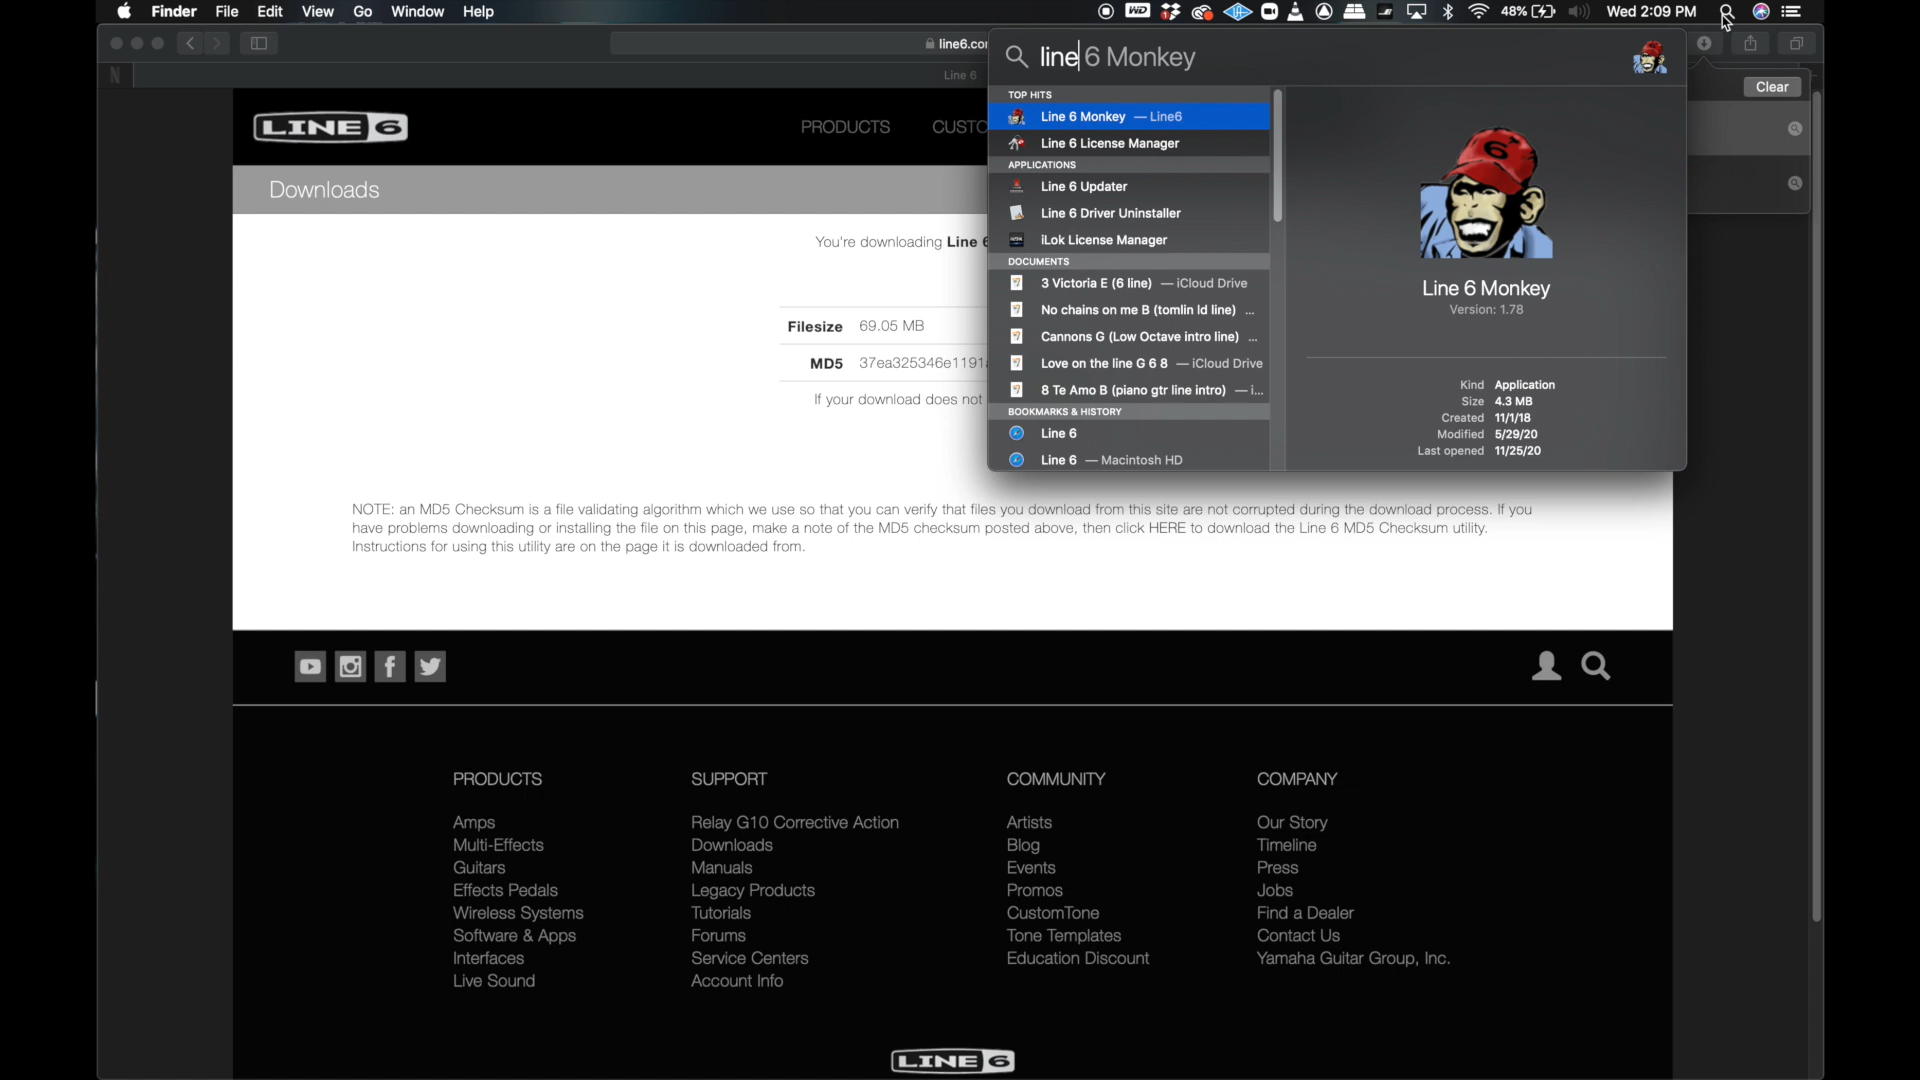 Finder File Edit View Go Window Help
48% Wed 2:09 PM
line6.co
N
Line 6
line 6 Monkey
Clear
TOP HITS
Line 6 Monkey — Line6
Line 6 License Manager
APPLICATIONS
Line 6 Updater
Line 6 Driver Uninstaller
iLok License Manager
DOCUMENTS
3 Victoria E (6 line) — iCloud Drive
No chains on me B (tomlin ld line) ...
Cannons G (Low Octave intro line) ...
Love on the line G 6 8 — iCloud Drive
8 Te Amo B (piano gtr line intro) — i...
BOOKMARKS & HISTORY
Line 6
Line 6 — Macintosh HD
6
Line 6 Monkey
Version: 1.78
Kind Application
Size 4.3 MB
Created 11/1/18
Modified 5/29/20
Last opened 11/25/20
LINE 6
PRODUCTS CUSTO
Downloads
You're downloading Line 6
Filesize 69.05 MB
MD5 37ea325346e1191
If your download does not
NOTE: an MD5 Checksum is a file validating algorithm which we use so that you can verify that files you download from this site are not corrupted during the download process. If you
have problems downloading or installing the file on this page, make a note of the MD5 checksum posted above, then click HERE to download the Line 6 MD5 Checksum utility.
Instructions for using this utility are on the page it is downloaded from.
PRODUCTS
Amps
Multi-Effects
Guitars
Effects Pedals
Wireless Systems
Software & Apps
Interfaces
Live Sound
SUPPORT
Relay G10 Corrective Action
Downloads
Manuals
Legacy Products
Tutorials
Forums
Service Centers
Account Info
COMMUNITY
Artists
Blog
Events
Promos
CustomTone
Tone Templates
Education Discount
COMPANY
Our Story
Timeline
Press
Jobs
Find a Dealer
Contact Us
Yamaha Guitar Group, Inc.
LINE 6